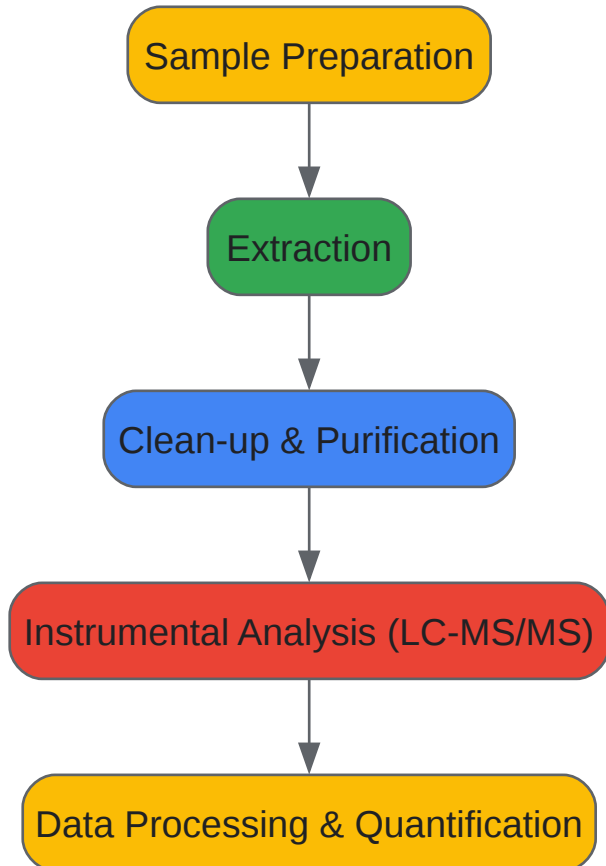 Sample Preparation
Extraction
Clean-up & Purification
Instrumental Analysis (LC-MS/MS)
Data Processing & Quantification